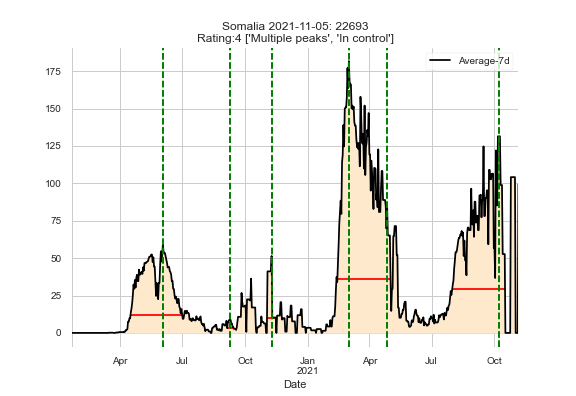 Somalia 2021-11-05: 22693
Rating:4 ['Multiple peaks', 'In control']
Average-7d
175
150
125
100
75
50
25
0
Apr Jul Oct Jan Apr Jul Oct
2021
Date